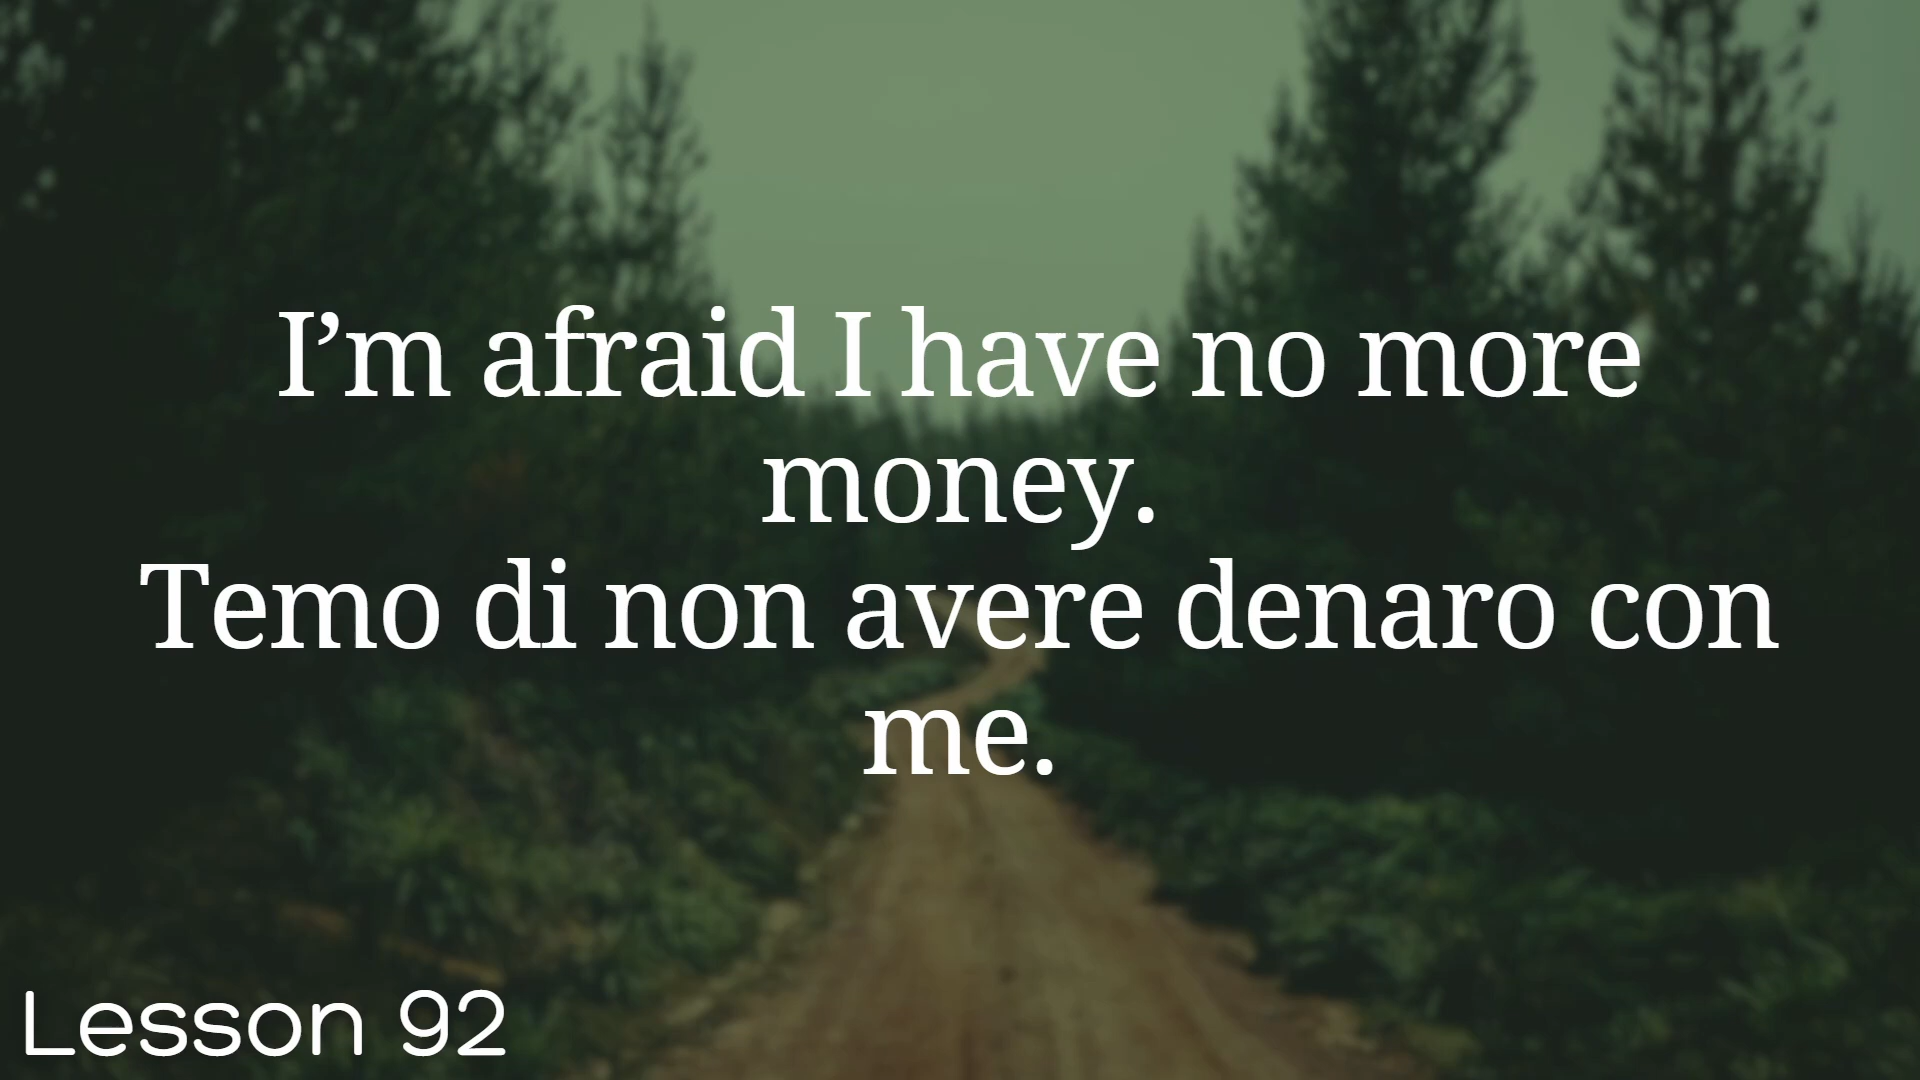 I’m afraid I have no more
money.
Temo di non avere denaro con
me.
Lesson 92